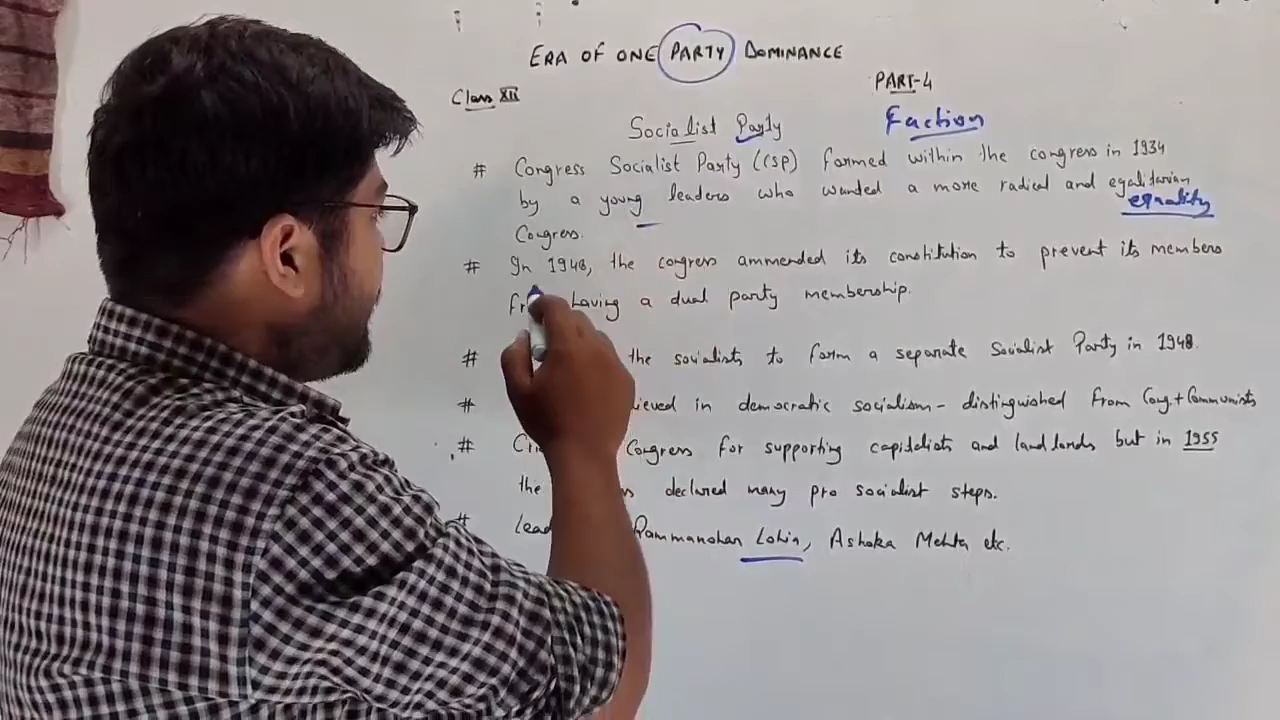 ERA OF ONE PARTY DOMINANCE
PART-4
Class XII
Socialist Party Faction
# Congress Socialist Party (CSP) formed within the congress in 1934
by a young leaders who wanted a more radical and egalitarian
equality
Congress.
# In 1948, the congress ammended its constitution to prevent its members
having a dual party membership.
# the socialists to form a separate Socialist Party in 1948.
# in democratic socialism - distinguished from Cong. + Communists
# Congress for supporting capitalists and landlords but in 1955
the declared many pro socialist steps.
# Rammanohar Lohia, Ashoka Mehta etc.